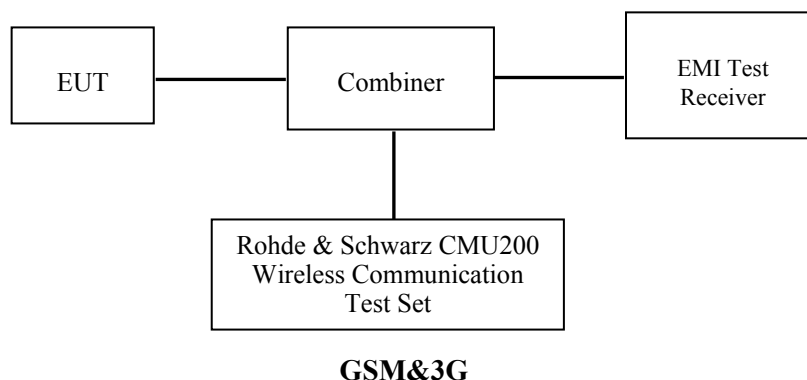 EUT
Combiner
EMI Test
Receiver
Rohde & Schwarz CMU200
Wireless Communication
Test Set
GSM&3G